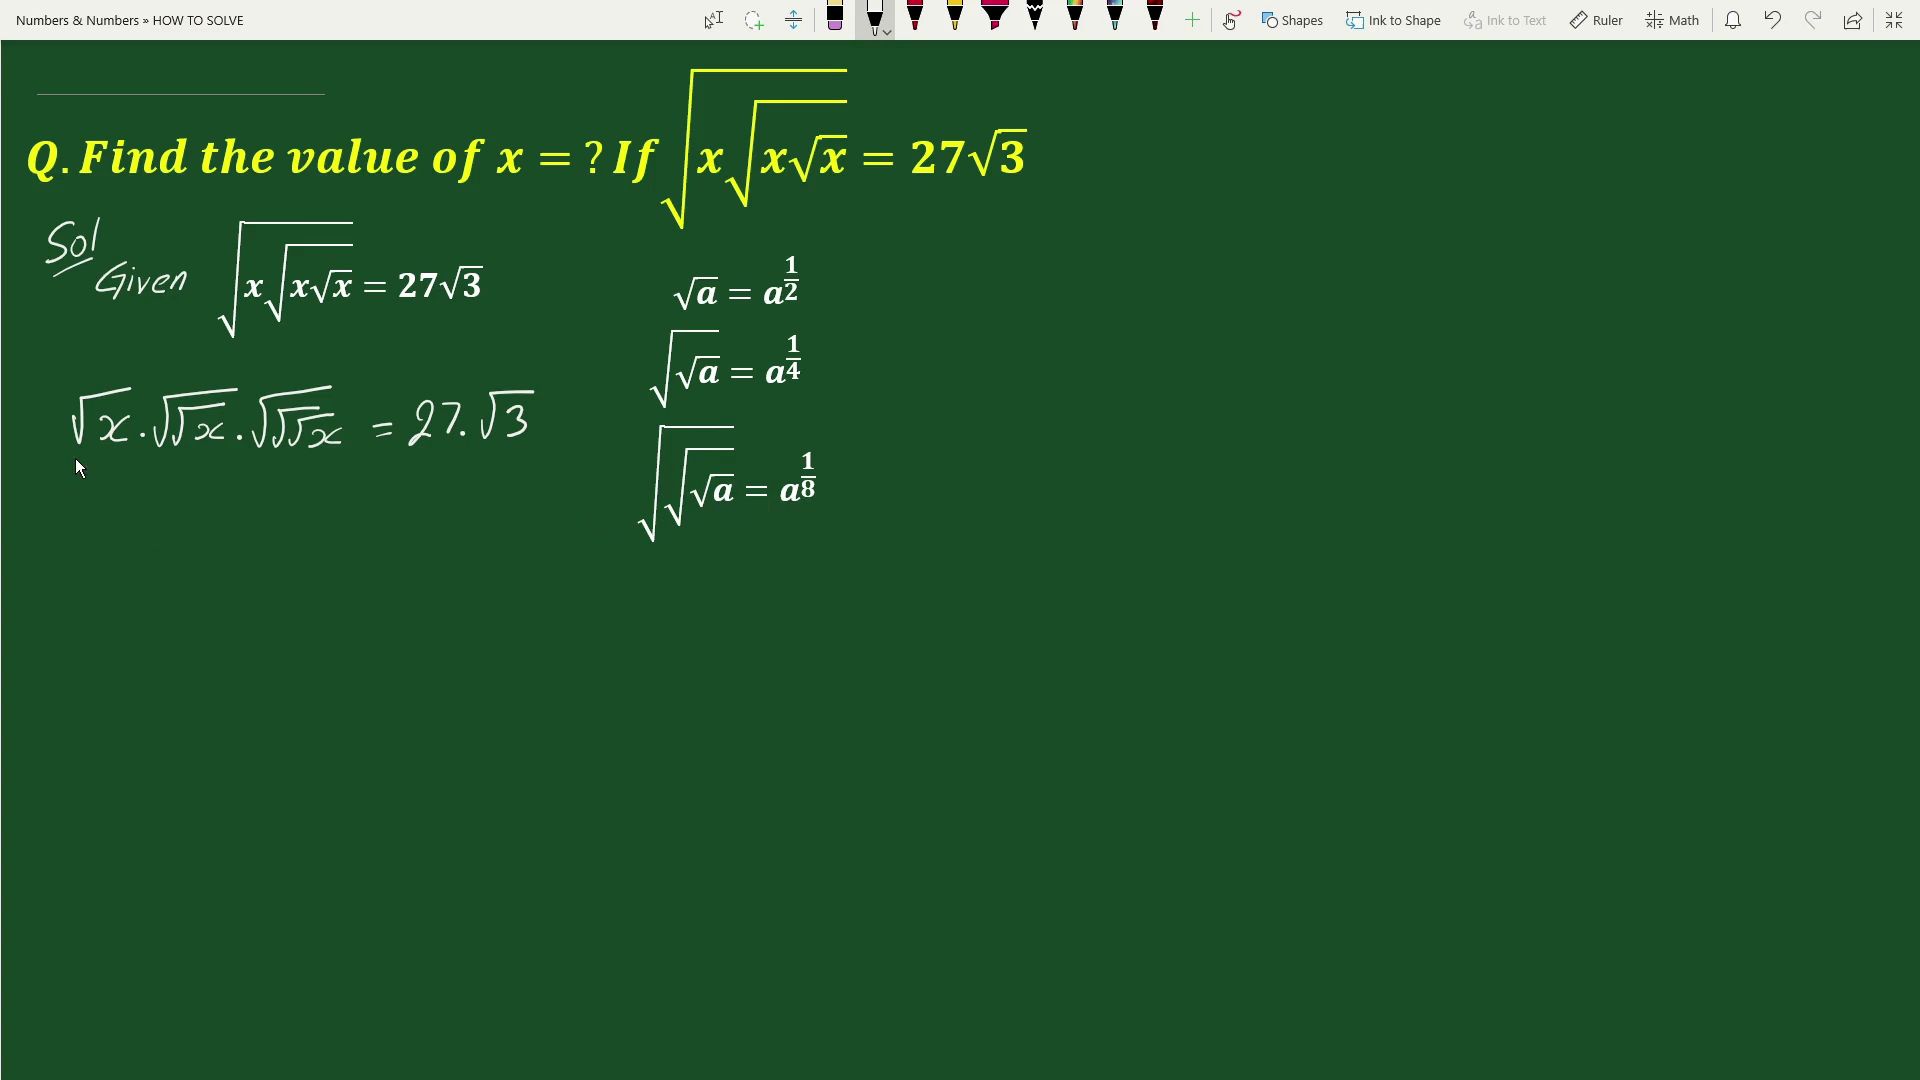 Numbers & Numbers » HOW TO SOLVE
Shapes Ink to Shape Ink to Text Ruler Math
Q. Find the value of x = ? If √(x√(x√x)) = 27√3
Sol
Given √(x√(x√x)) = 27√3
√x . √√x . √√√x = 27.√3
√a = a^(1/2)
√√a = a^(1/4)
√√√a = a^(1/8)